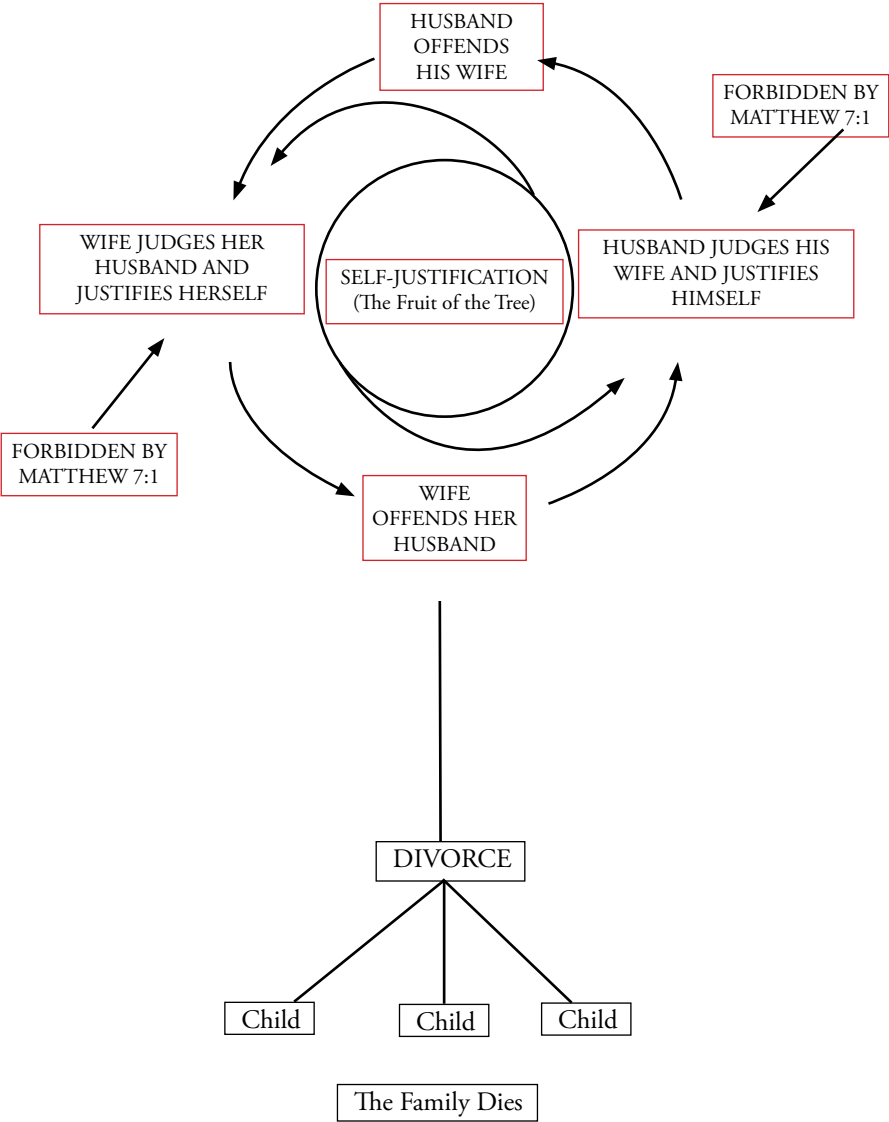 HUSBAND
OFFENDS
HIS WIFE
FORBIDDEN BY
MATTHEW 7:1
WIFE JUDGES HER
HUSBAND AND
JUSTIFIES HERSELF
SELF-JUSTIFICATION
(The Fruit of the Tree)
HUSBAND JUDGES HIS
WIFE AND JUSTIFIES
HIMSELF
FORBIDDEN BY
MATTHEW 7:1
WIFE
OFFENDS HER
HUSBAND
DIVORCE
Child
Child
Child
The Family Dies